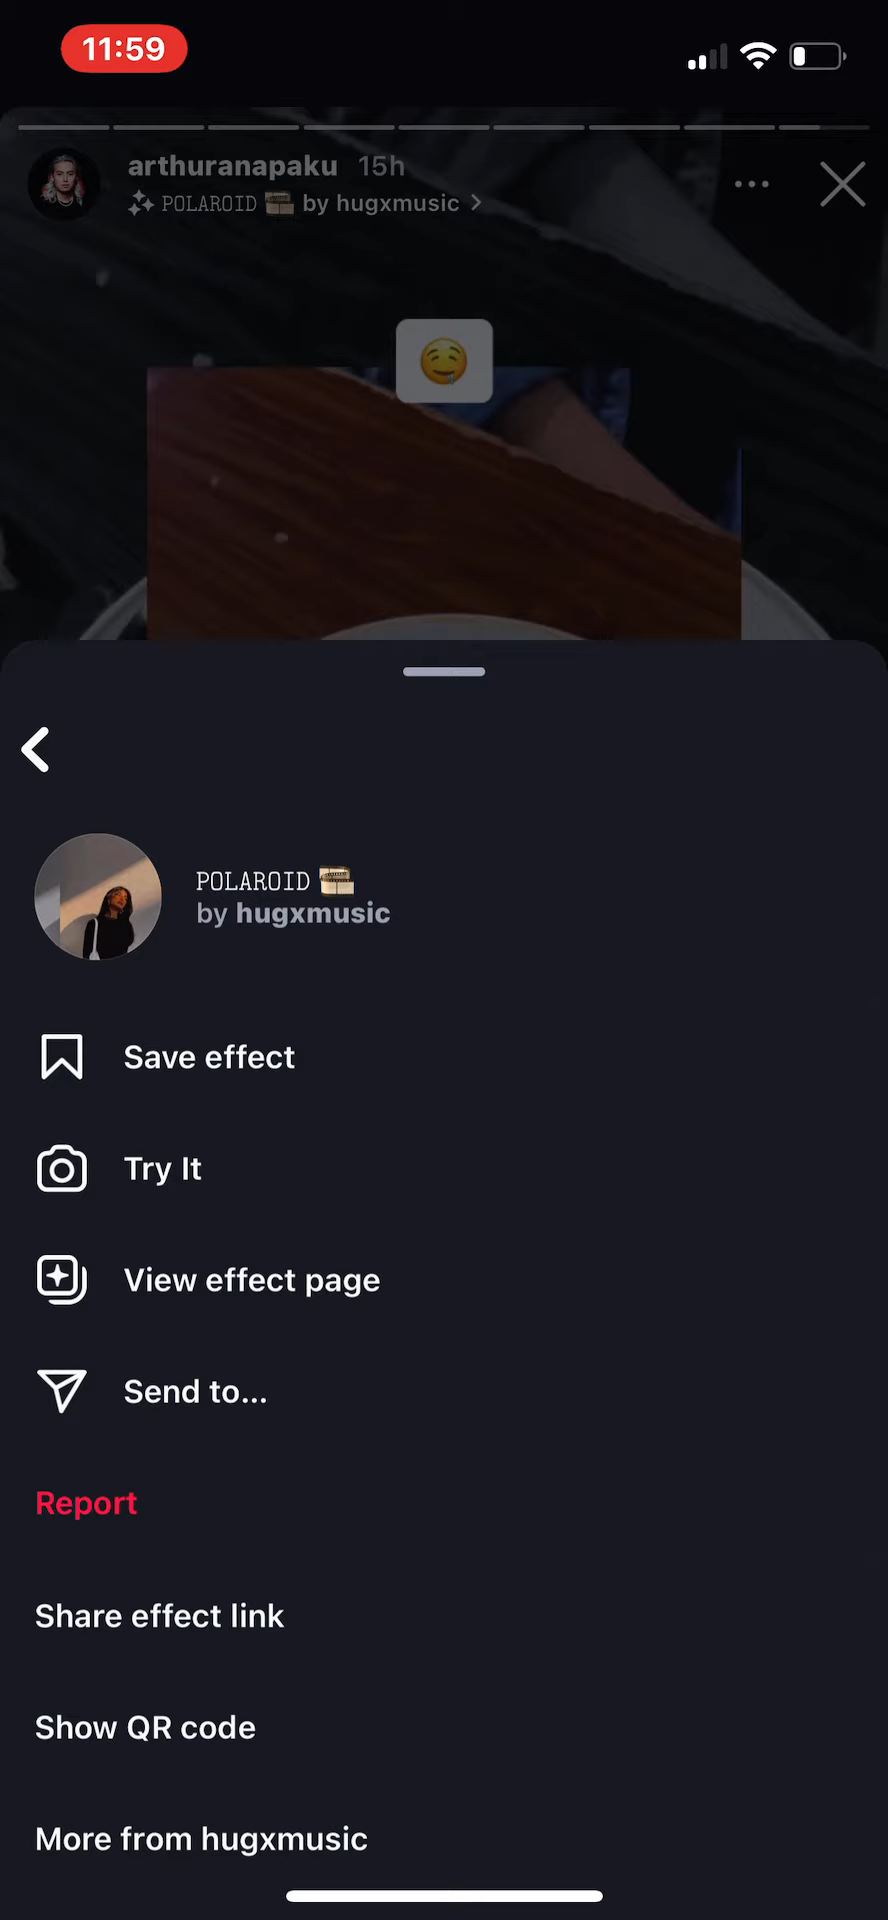 11:59
arthuranapaku 15h
POLAROID 🎞 by hugxmusic >
🤤
POLAROID 🎞
by hugxmusic
Save effect
Try It
View effect page
Send to...
Report
Share effect link
Show QR code
More from hugxmusic